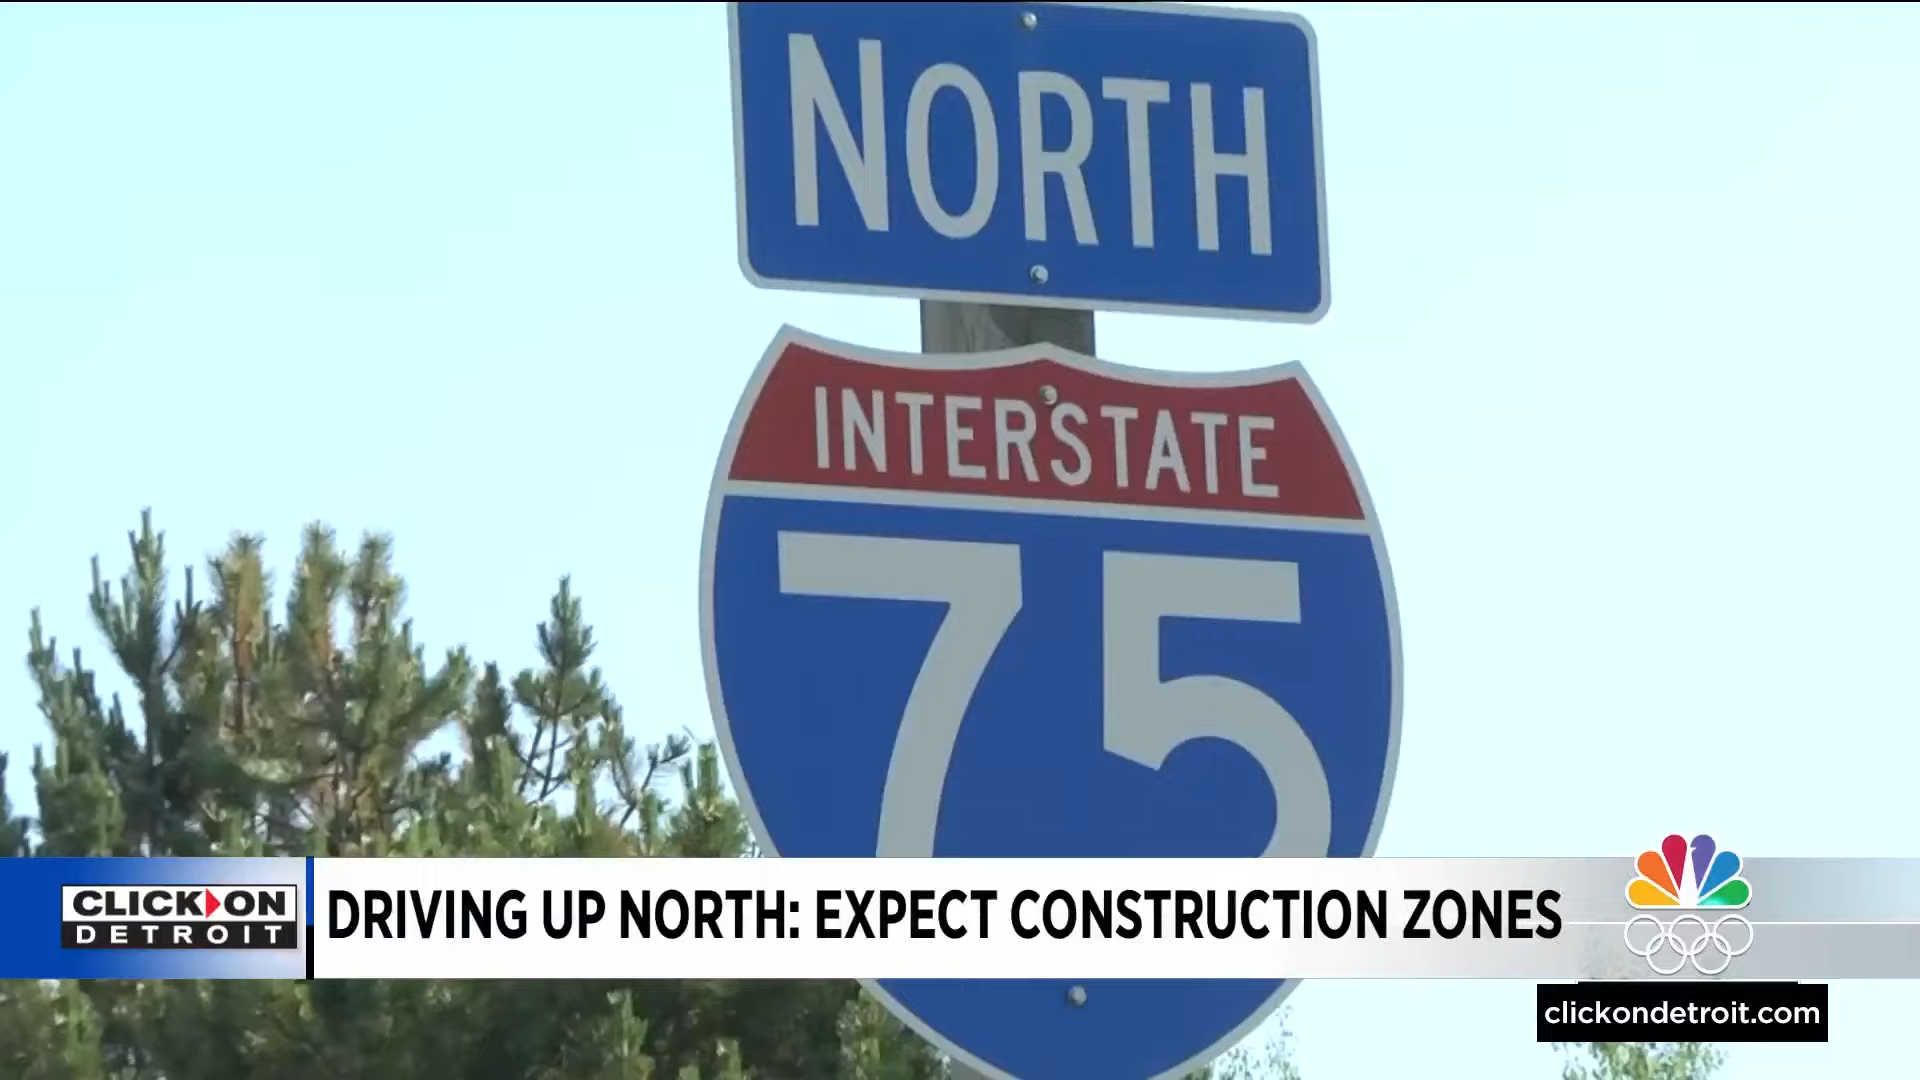 NORTH
INTERSTATE
75
CLICK ON
DETROIT
DRIVING UP NORTH: EXPECT CONSTRUCTION ZONES
clickondetroit.com